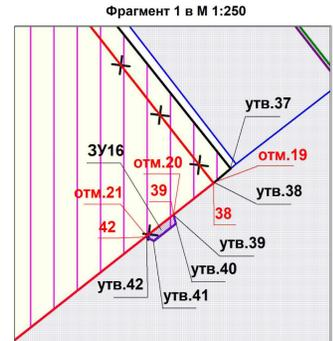 Фрагмент 1 в М 1:250
утв.37
ЗУ16
отм.20
отм.19
отм.21
39
утв.38
42
38
утв.39
утв.40
утв.42
утв.41